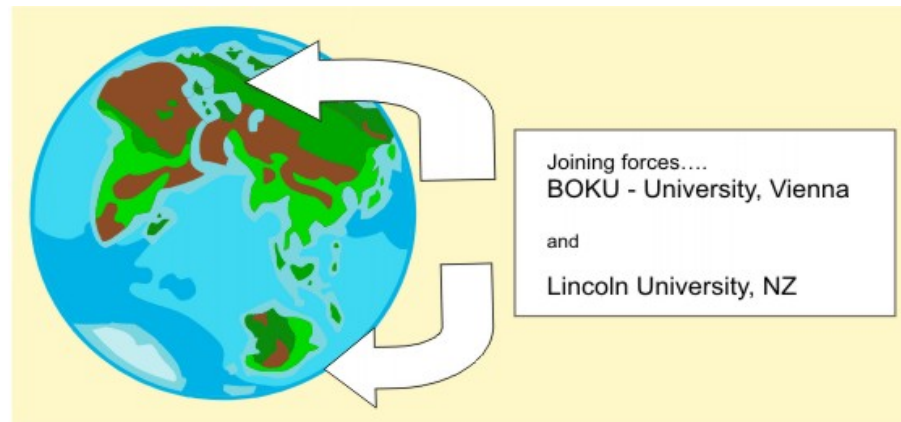 Joining forces....
BOKU - University, Vienna
and
Lincoln University, NZ